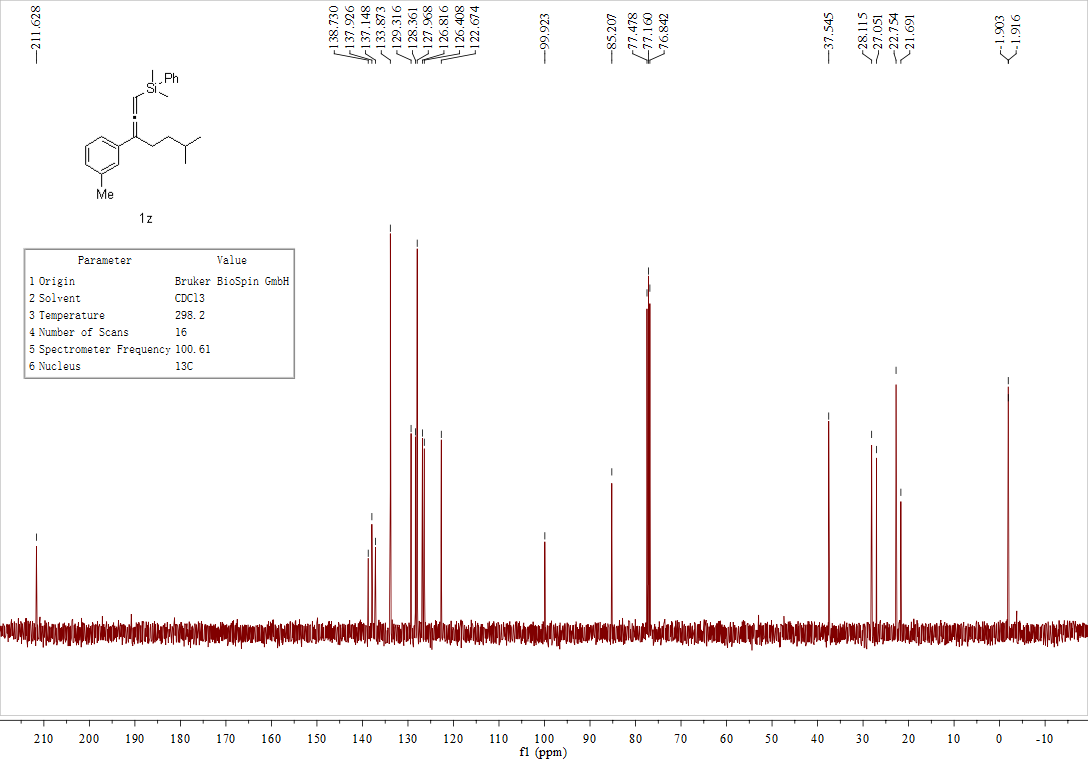 211.628
138.730
137.926
137.148
133.873
129.316
128.361
127.968
126.816
126.408
122.674
99.923
85.207
77.478
77.160
76.842
37.545
28.115
27.051
22.754
21.691
-1.903
-1.916
Si
Ph
Me
1z
Parameter Value
1 Origin Bruker BioSpin GmbH
2 Solvent CDCl3
3 Temperature 298.2
4 Number of Scans 16
5 Spectrometer Frequency 100.61
6 Nucleus 13C
210 200 190 180 170 160 150 140 130 120 110 100 90 80 70 60 50 40 30 20 10 0 -10
f1 (ppm)